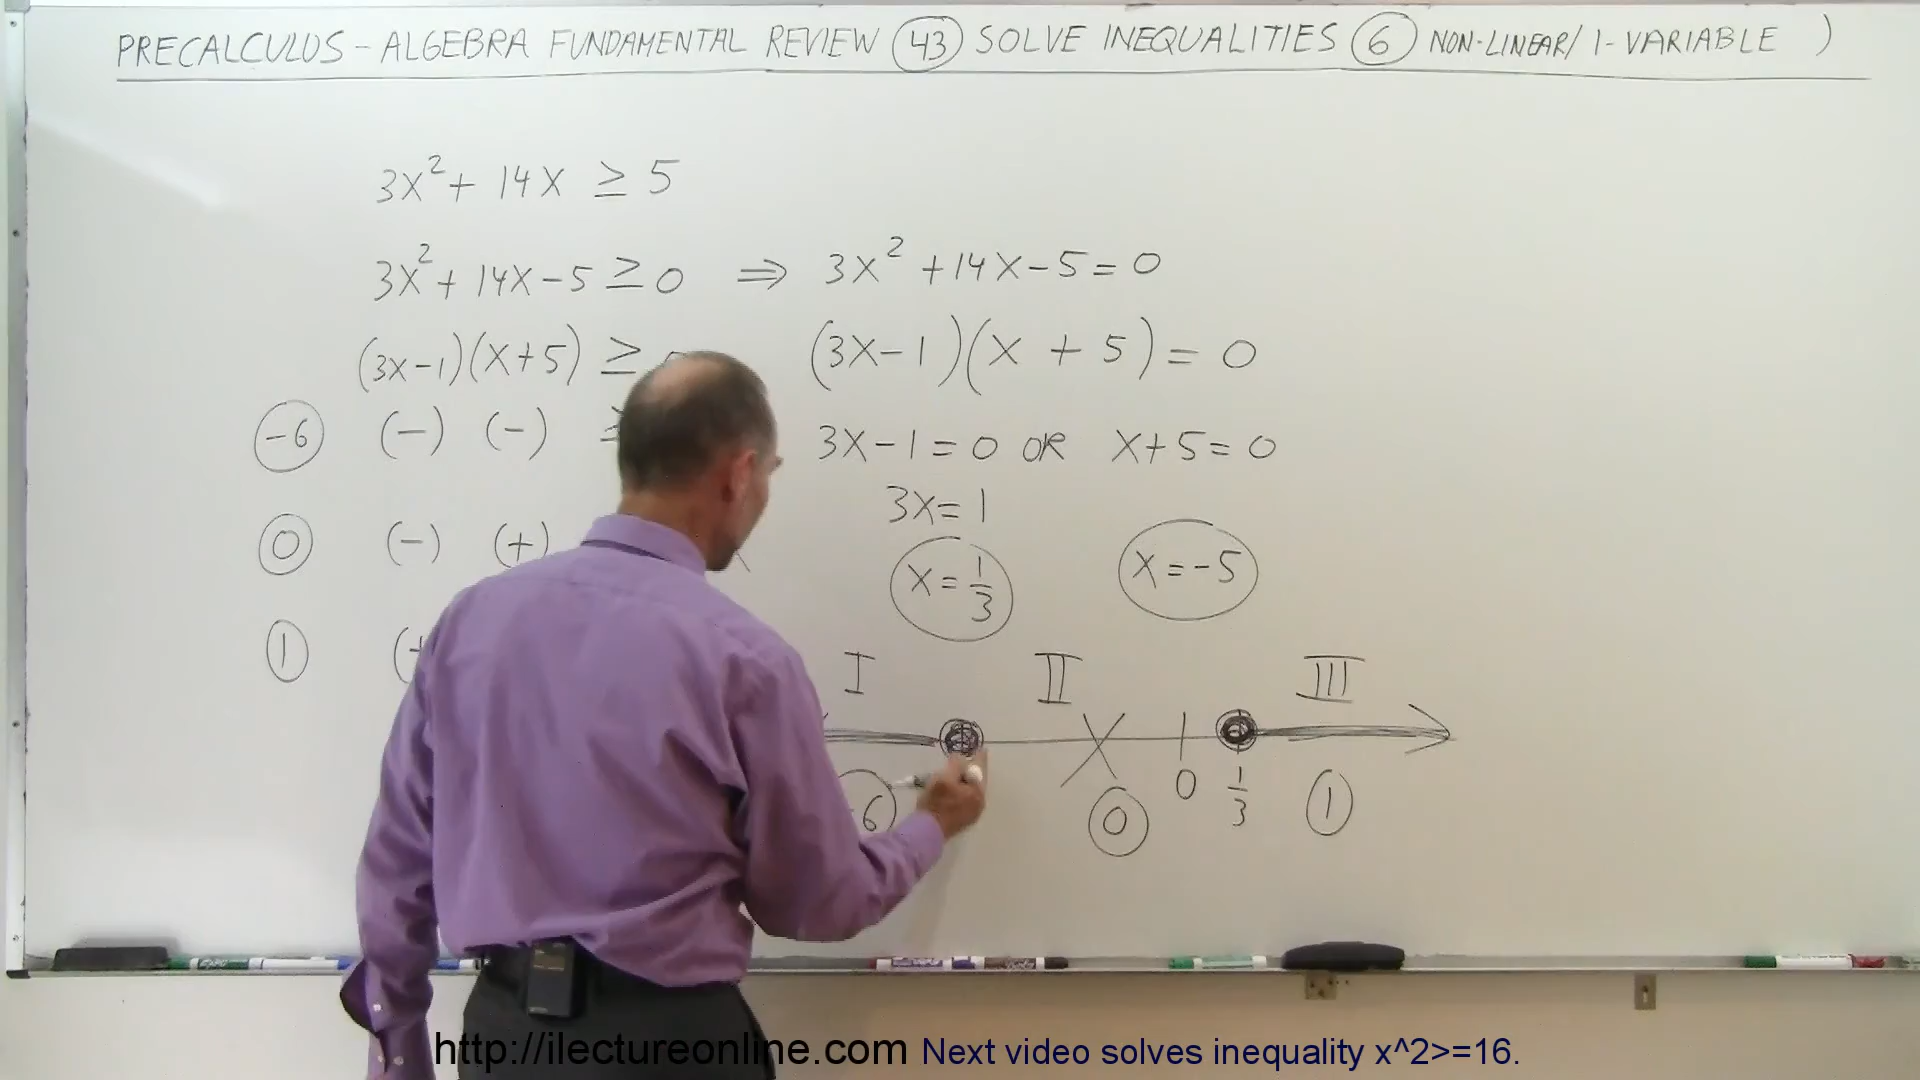 PRECALCULUS - ALGEBRA FUNDAMENTAL REVIEW 43 SOLVE INEQUALITIES 6 NON-LINEAR/ 1-VARIABLE )
3x² + 14x ≥ 5
3x² + 14x - 5 ≥ 0 ⇒ 3x² + 14x - 5 = 0
(3x-1)(x+5) ≥ (3x-1)(x + 5) = 0
-6 (-) (-) ≥ 3x-1=0 OR x+5=0
3x=1
0 (-) (+) x = 1/3 x=-5
1 (+
I II III
6 0 0 1/3 1
EXPO
http://ilectureonline.com Next video solves inequality x^2>=16.